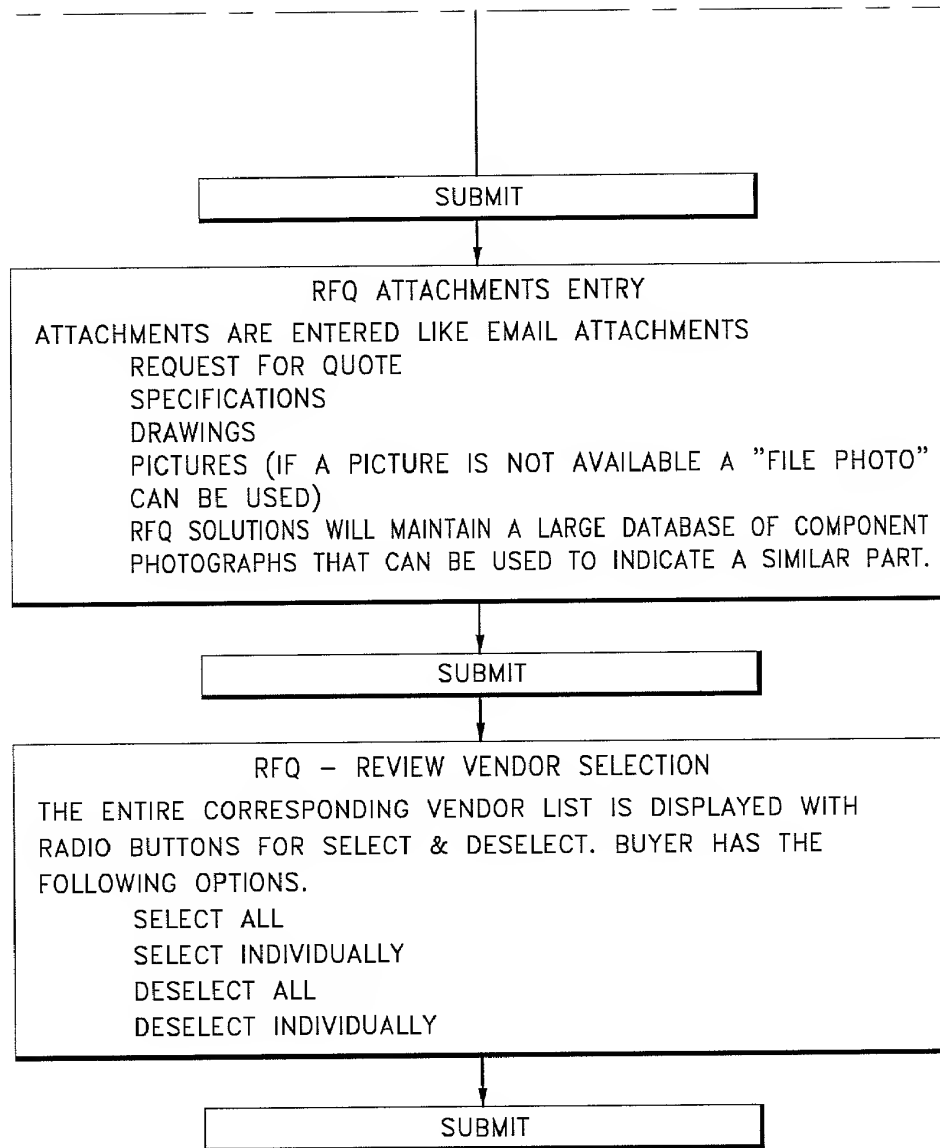 SUBMIT
RFQ ATTACHMENTS ENTRY
ATTACHMENTS ARE ENTERED LIKE EMAIL ATTACHMENTS
REQUEST FOR QUOTE
SPECIFICATIONS
DRAWINGS
PICTURES (IF A PICTURE IS NOT AVAILABLE A "FILE PHOTO"
CAN BE USED)
RFQ SOLUTIONS WILL MAINTAIN A LARGE DATABASE OF COMPONENT
PHOTOGRAPHS THAT CAN BE USED TO INDICATE A SIMILAR PART.
SUBMIT
RFQ – REVIEW VENDOR SELECTION
THE ENTIRE CORRESPONDING VENDOR LIST IS DISPLAYED WITH
RADIO BUTTONS FOR SELECT & DESELECT. BUYER HAS THE
FOLLOWING OPTIONS.
SELECT ALL
SELECT INDIVIDUALLY
DESELECT ALL
DESELECT INDIVIDUALLY
SUBMIT